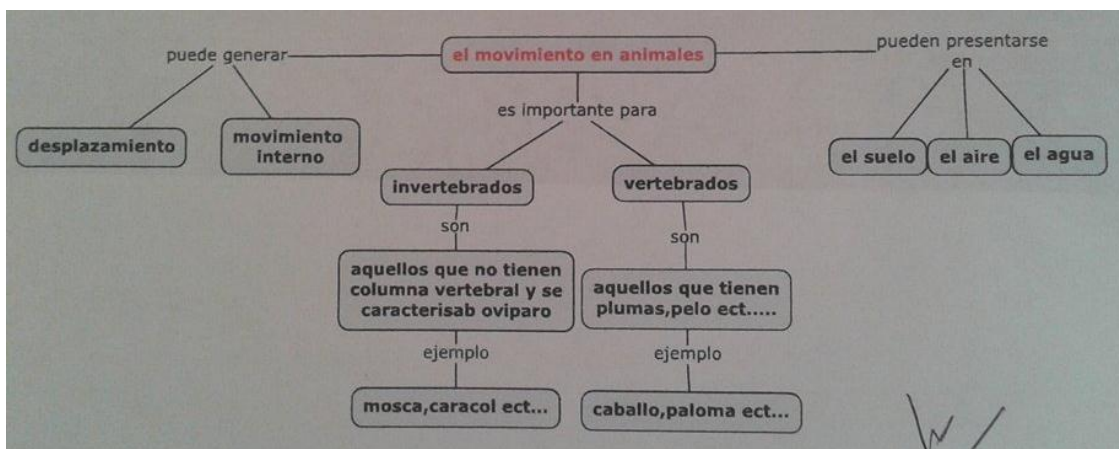 el movimiento en animales
puede generar
desplazamiento
movimiento
interno
es importante para
invertebrados
son
aquellos que no tienen
columna vertebral y se
caracterisab oviparo
ejemplo
mosca,caracol ect...
vertebrados
son
aquellos que tienen
plumas,pelo ect.....
ejemplo
caballo,paloma ect...
pueden presentarse
en
el suelo
el aire
el agua